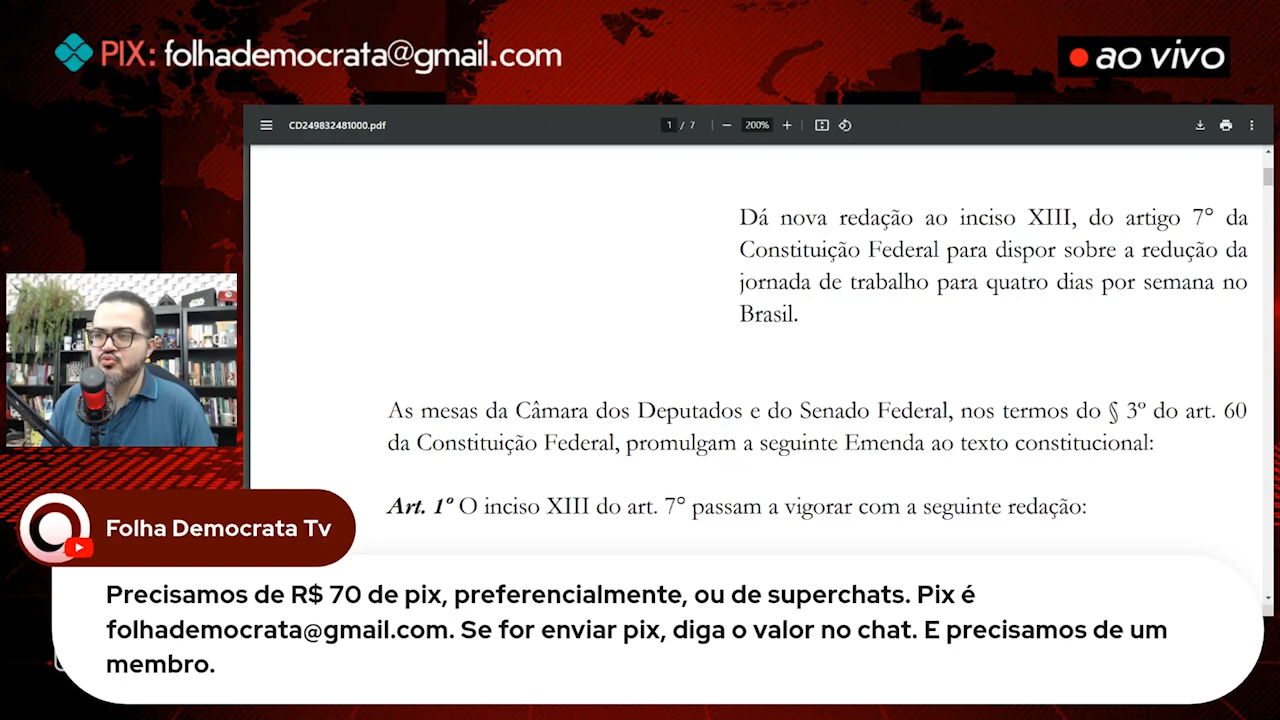 PIX: folhademocrata@gmail.com
ao vivo
CD249832481000.pdf
1 / 7
200%
Dá nova redação ao inciso XIII, do artigo 7° da
Constituição Federal para dispor sobre a redução da
jornada de trabalho para quatro dias por semana no
Brasil.
As mesas da Câmara dos Deputados e do Senado Federal, nos termos do § 3º do art. 60
da Constituição Federal, promulgam a seguinte Emenda ao texto constitucional:
Art. 1º O inciso XIII do art. 7° passam a vigorar com a seguinte redação:
Folha Democrata Tv
Precisamos de R$ 70 de pix, preferencialmente, ou de superchats. Pix é
folhademocrata@gmail.com. Se for enviar pix, diga o valor no chat. E precisamos de um
membro.